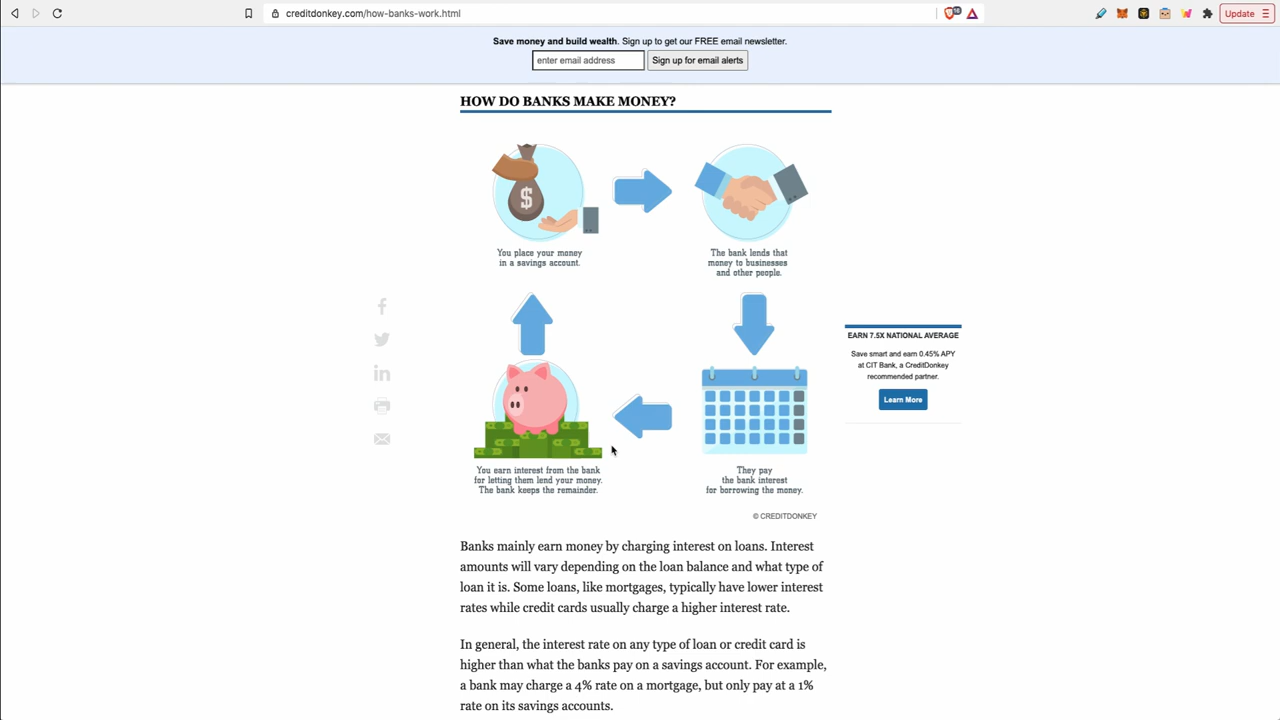 creditdonkey.com/how-banks-work.html
Update
Save money and build wealth. Sign up to get our FREE email newsletter.
enter email address
Sign up for email alerts
HOW DO BANKS MAKE MONEY?
$
You place your money
in a savings account.
The bank lends that
money to businesses
and other people.
EARN 7.5X NATIONAL AVERAGE
Save smart and earn 0.45% APY
at CIT Bank, a CreditDonkey
recommended partner.
Learn More
You earn interest from the bank
for letting them lend your money.
The bank keeps the remainder.
They pay
the bank interest
for borrowing the money.
© CREDITDONKEY
Banks mainly earn money by charging interest on loans. Interest
amounts will vary depending on the loan balance and what type of
loan it is. Some loans, like mortgages, typically have lower interest
rates while credit cards usually charge a higher interest rate.
In general, the interest rate on any type of loan or credit card is
higher than what the banks pay on a savings account. For example,
a bank may charge a 4% rate on a mortgage, but only pay at a 1%
rate on its savings accounts.